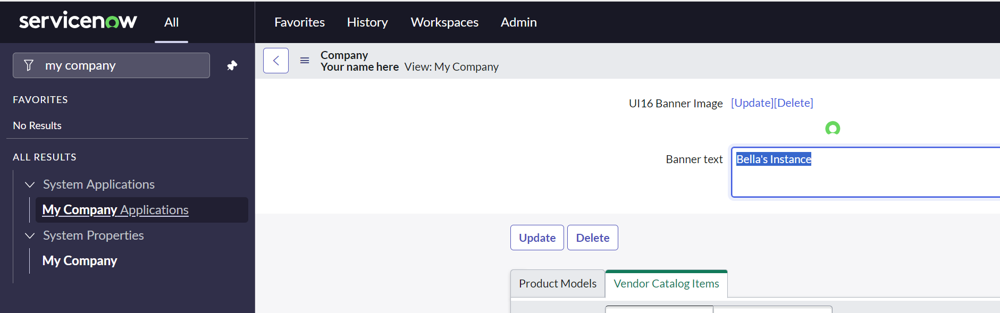 servicenow All Favorites History Workspaces Admin
my company
FAVORITES
No Results
ALL RESULTS
System Applications
My Company Applications
System Properties
My Company
Company
Your name here View: My Company
UI16 Banner Image [Update][Delete]
Banner text Bella's Instance
Update Delete
Product Models Vendor Catalog Items